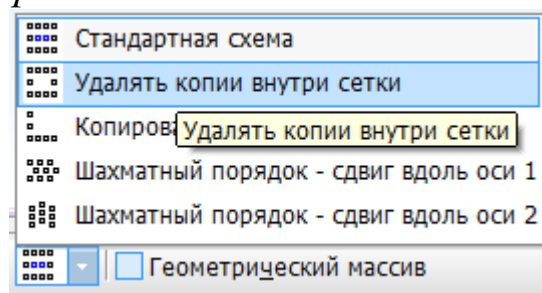 Стандартная схема
Удалять копии внутри сетки
Удалять копии внутри сетки
Шахматный порядок - сдвиг вдоль оси 1
Шахматный порядок - сдвиг вдоль оси 2
Геометрический массив